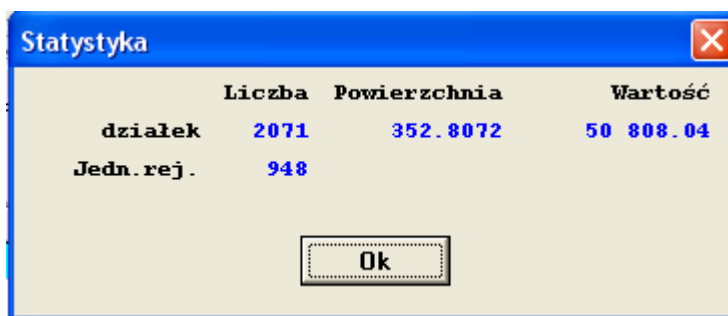 Statystyka
Liczba Powierzchnia Wartość
działek 2071 352.8072 50 808.04
Jedn.rej. 948
Ok